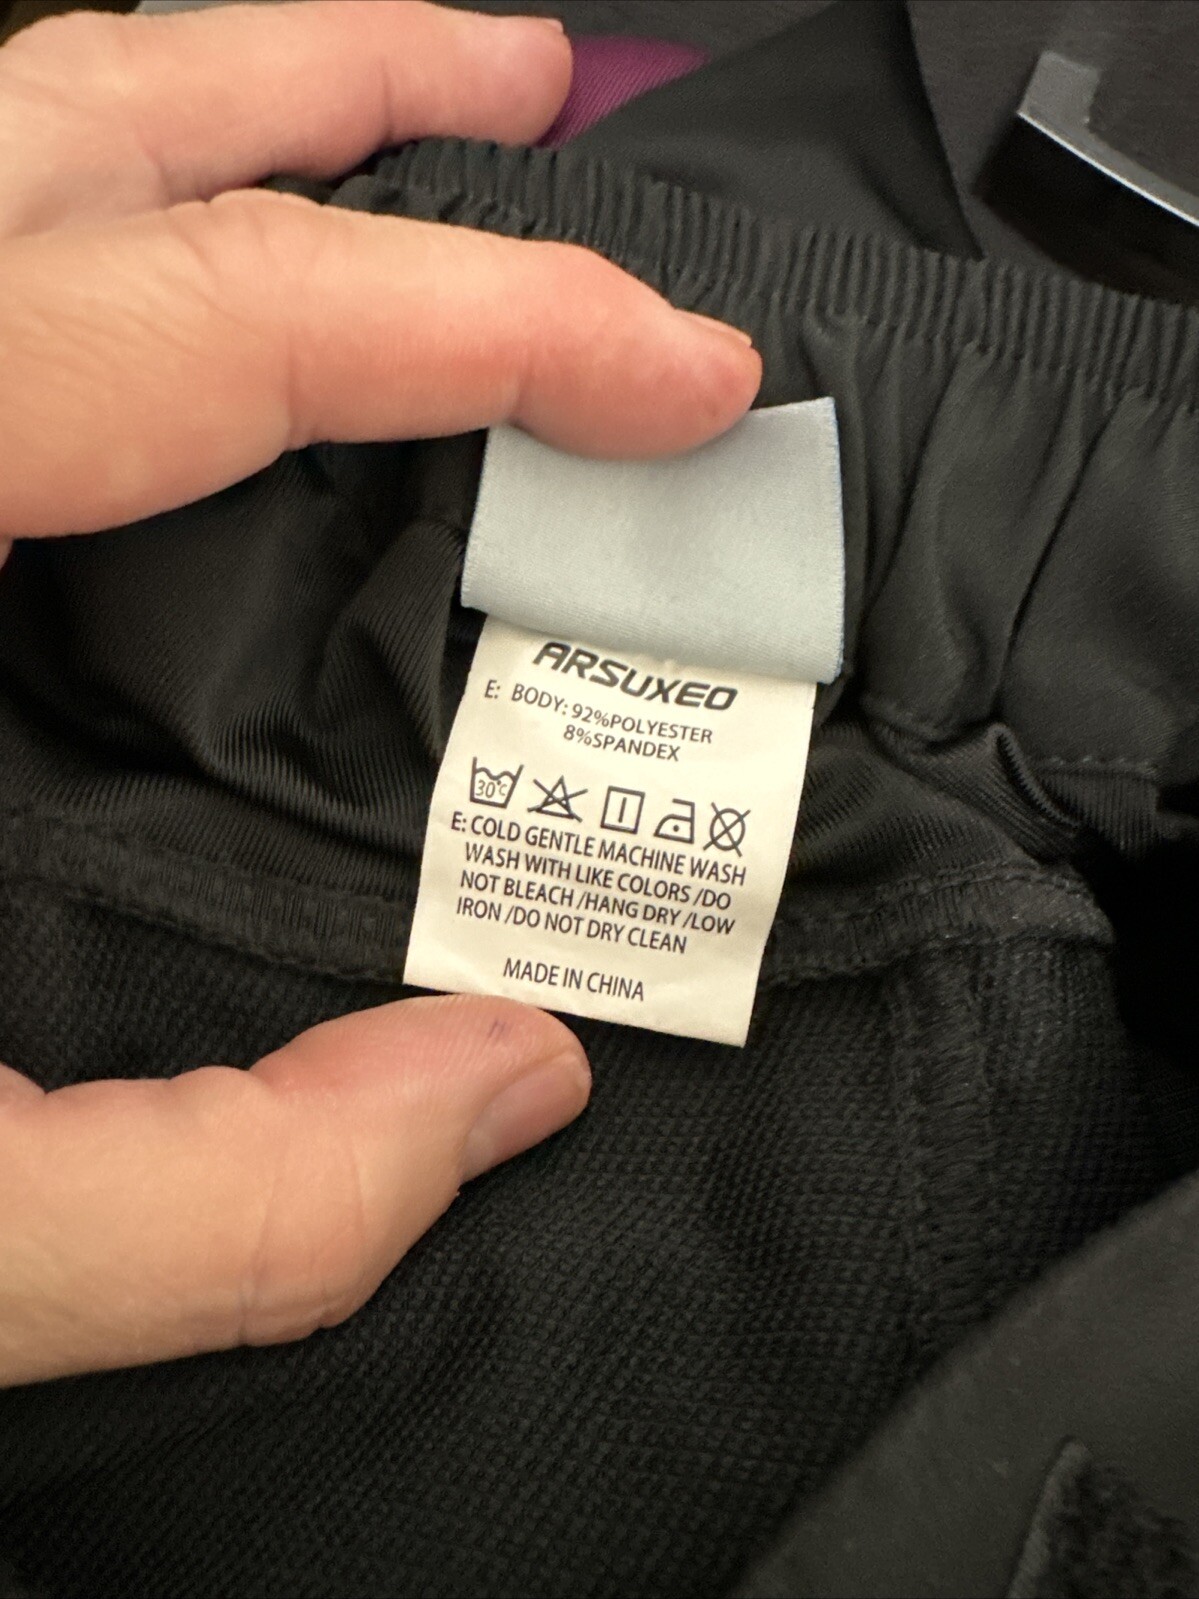 ARSUXEO
E: BODY: 92%POLYESTER
8%SPANDEX
30°C
E: COLD GENTLE MACHINE WASH
WASH WITH LIKE COLORS /DO
NOT BLEACH /HANG DRY /LOW
IRON /DO NOT DRY CLEAN
MADE IN CHINA